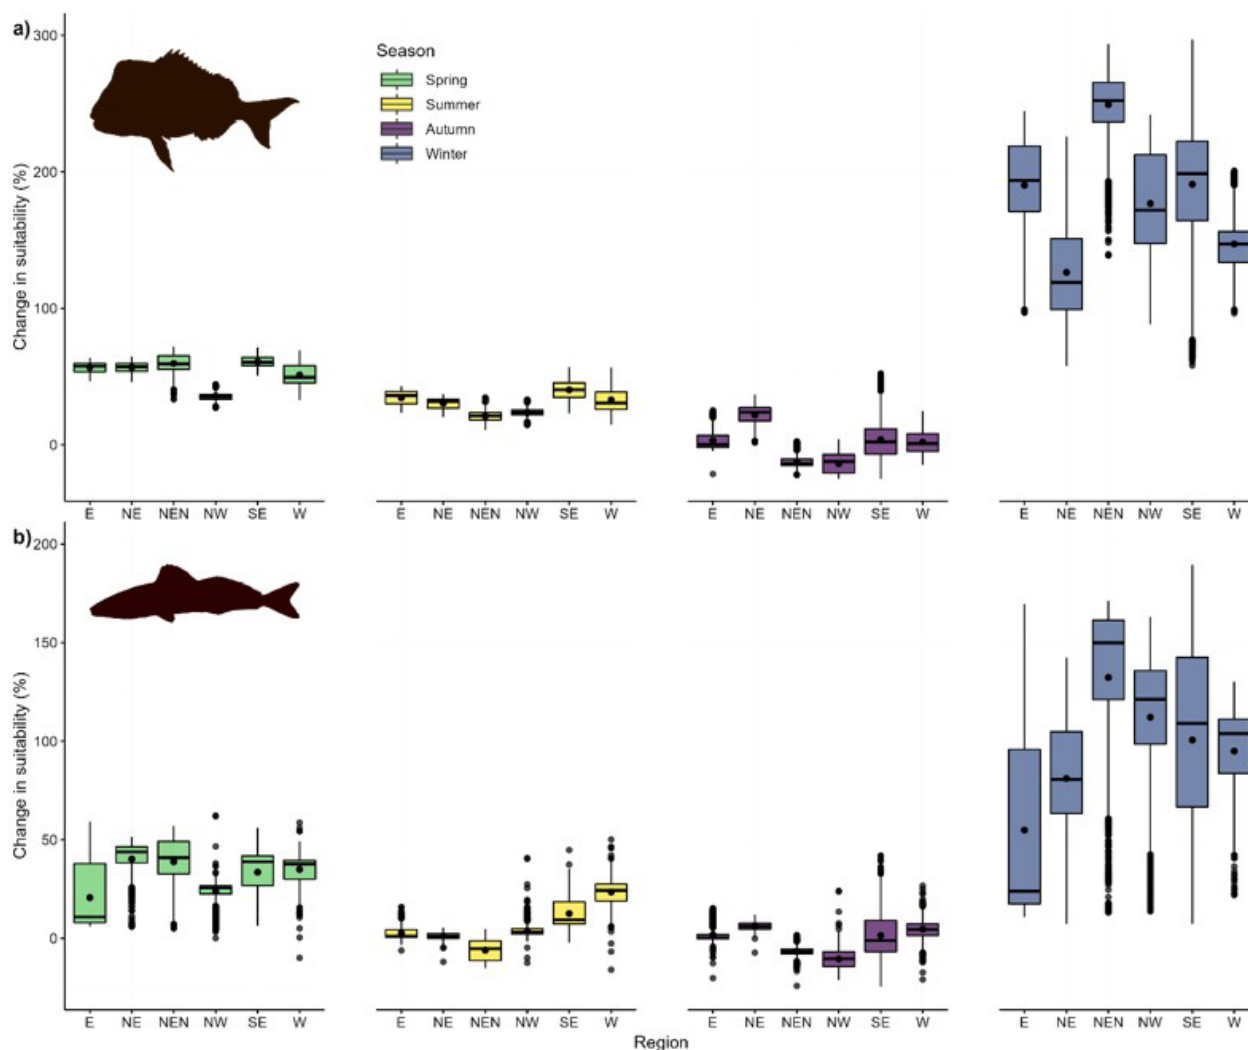 a)
Change in suitability (%)
300
200
100
0
Season
Spring
Summer
Autumn
Winter
E NE NEN NW SE W E NE NEN NW SE W E NE NEN NW SE W E NE NEN NW SE W
b)
Change in suitability (%)
200
150
100
50
0
E NE NEN NW SE W E NE NEN NW SE W E NE NEN NW SE W E NE NEN NW SE W
Region